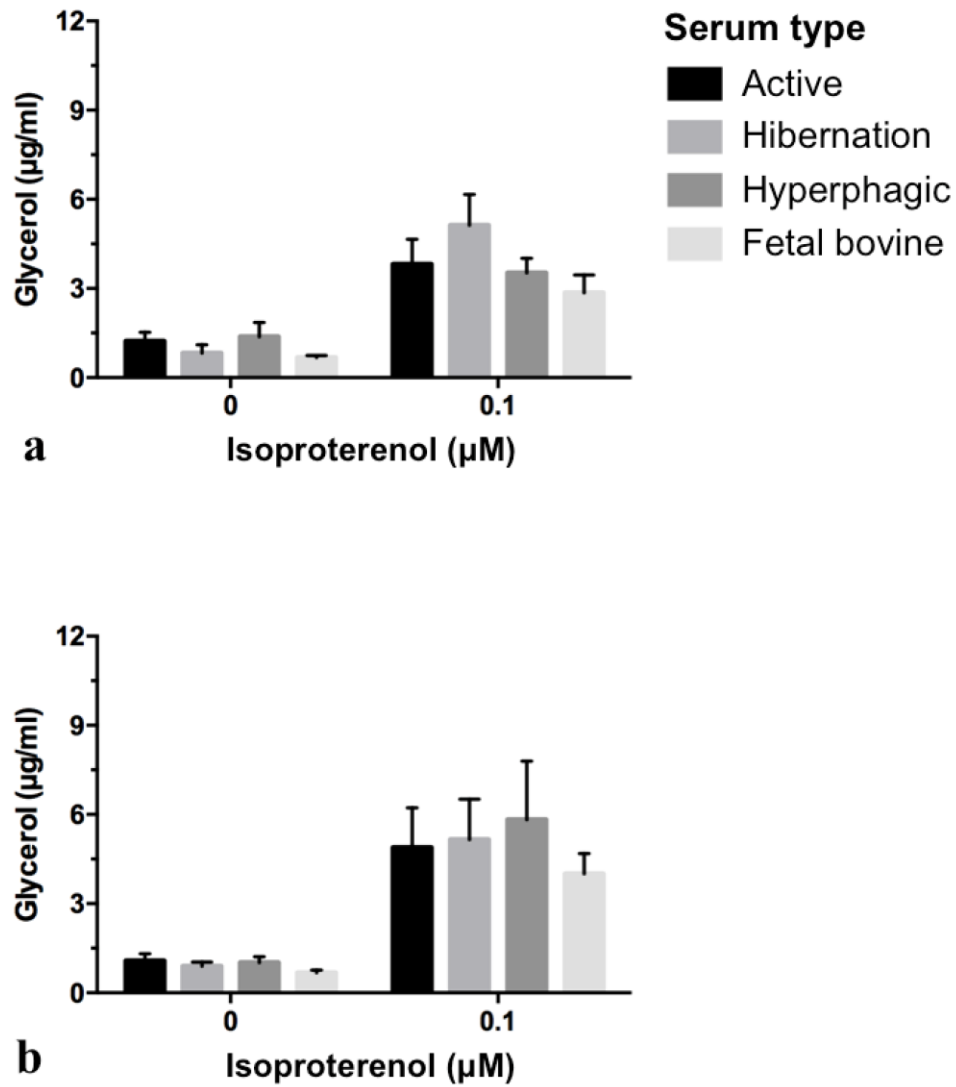 12
9
6
3
0
Glycerol (µg/ml)
0
0.1
Isoproterenol (µM)
a
Serum type
Active
Hibernation
Hyperphagic
Fetal bovine
12
9
6
3
0
Glycerol (µg/ml)
0
0.1
Isoproterenol (µM)
b